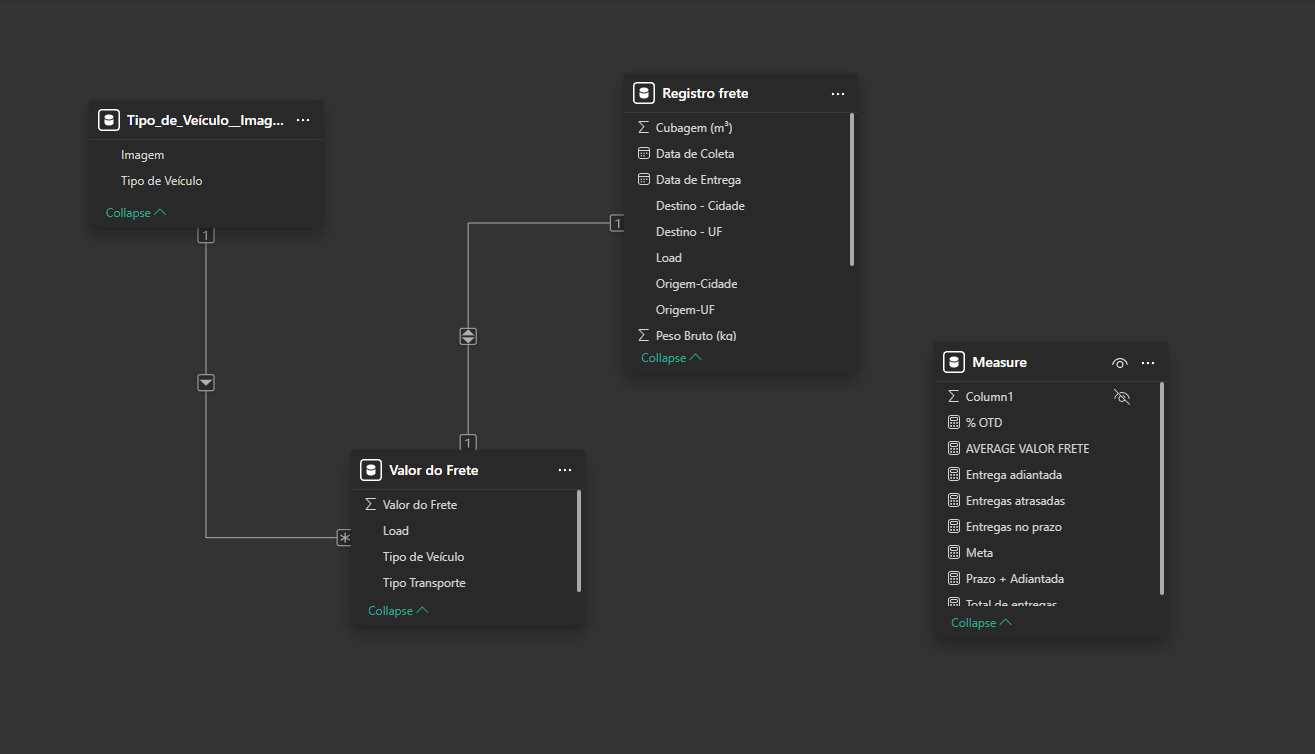 Tipo_de_Veículo__Imag...
Imagem
Tipo de Veículo
Collapse
1
Registro frete
Cubagem (m³)
Data de Coleta
Data de Entrega
Destino - Cidade
Destino - UF
Load
Origem-Cidade
Origem-UF
Peso Bruto (kg)
Collapse
1
1
*
Valor do Frete
Valor do Frete
Load
Tipo de Veículo
Tipo Transporte
Collapse
Measure
Column1
% OTD
AVERAGE VALOR FRETE
Entrega adiantada
Entregas atrasadas
Entregas no prazo
Meta
Prazo + Adiantada
Total de entregas
Collapse